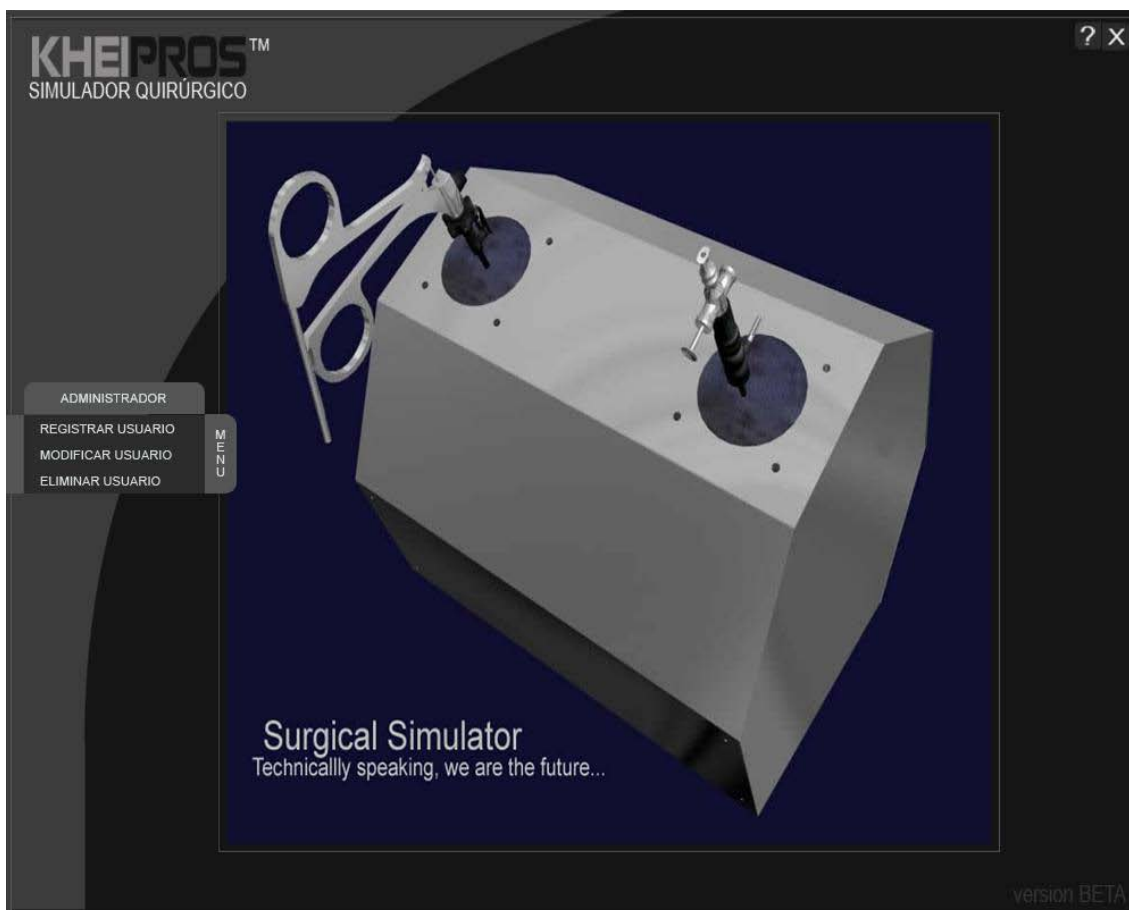 KHEIPROS™
SIMULADOR QUIRÚRGICO
? X
ADMINISTRADOR
REGISTRAR USUARIO
MODIFICAR USUARIO
ELIMINAR USUARIO
MENU
Surgical Simulator
Technicallly speaking, we are the future...
version BETA